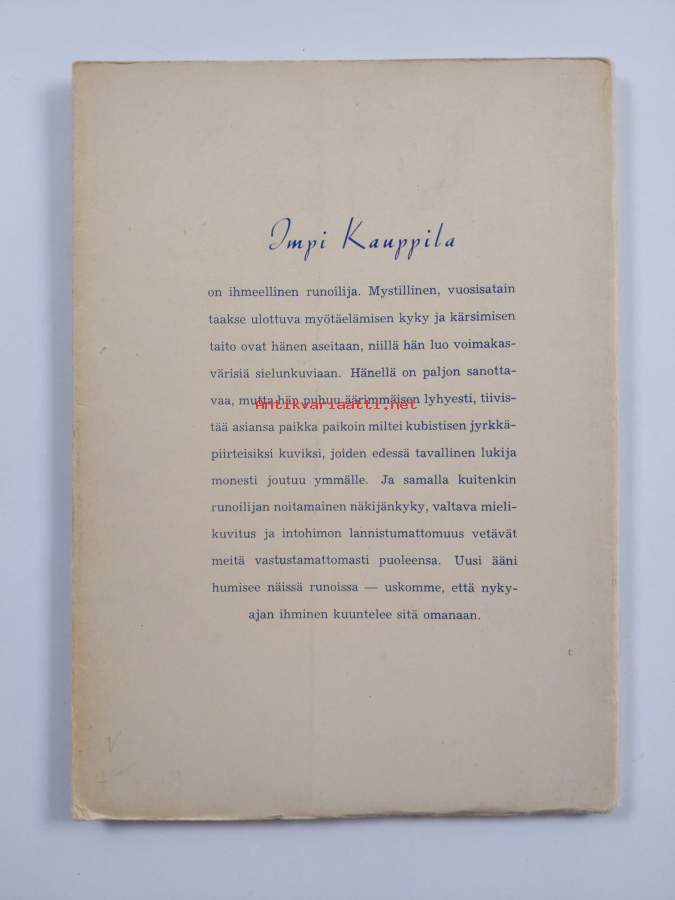 Impi Kauppila
on ihmeellinen runoilija. Mystillinen, vuosisatain
taakse ulottuva myötäelämisen kyky ja kärsimisen
taito ovat hänen aseitaan, niillä hän luo voimakas-
värisiä sielunkuviaan. Hänellä on paljon sanotta-
vaa, mutta hän puhuu äärimmäisen lyhyesti, tiivis-
Antikvariaatti.net
tää asiansa paikka paikoin miltei kubistisen jyrkkä-
piirteisiksi kuviksi, joiden edessä tavallinen lukija
monesti joutuu ymmälle. Ja samalla kuitenkin
runoilijan noitamainen näkijänkyky, valtava mieli-
kuvitus ja intohimon lannistumattomuus vetävät
meitä vastustamattomasti puoleensa. Uusi ääni
humisee näissä runoissa — uskomme, että nyky-
ajan ihminen kuuntelee sitä omanaan.